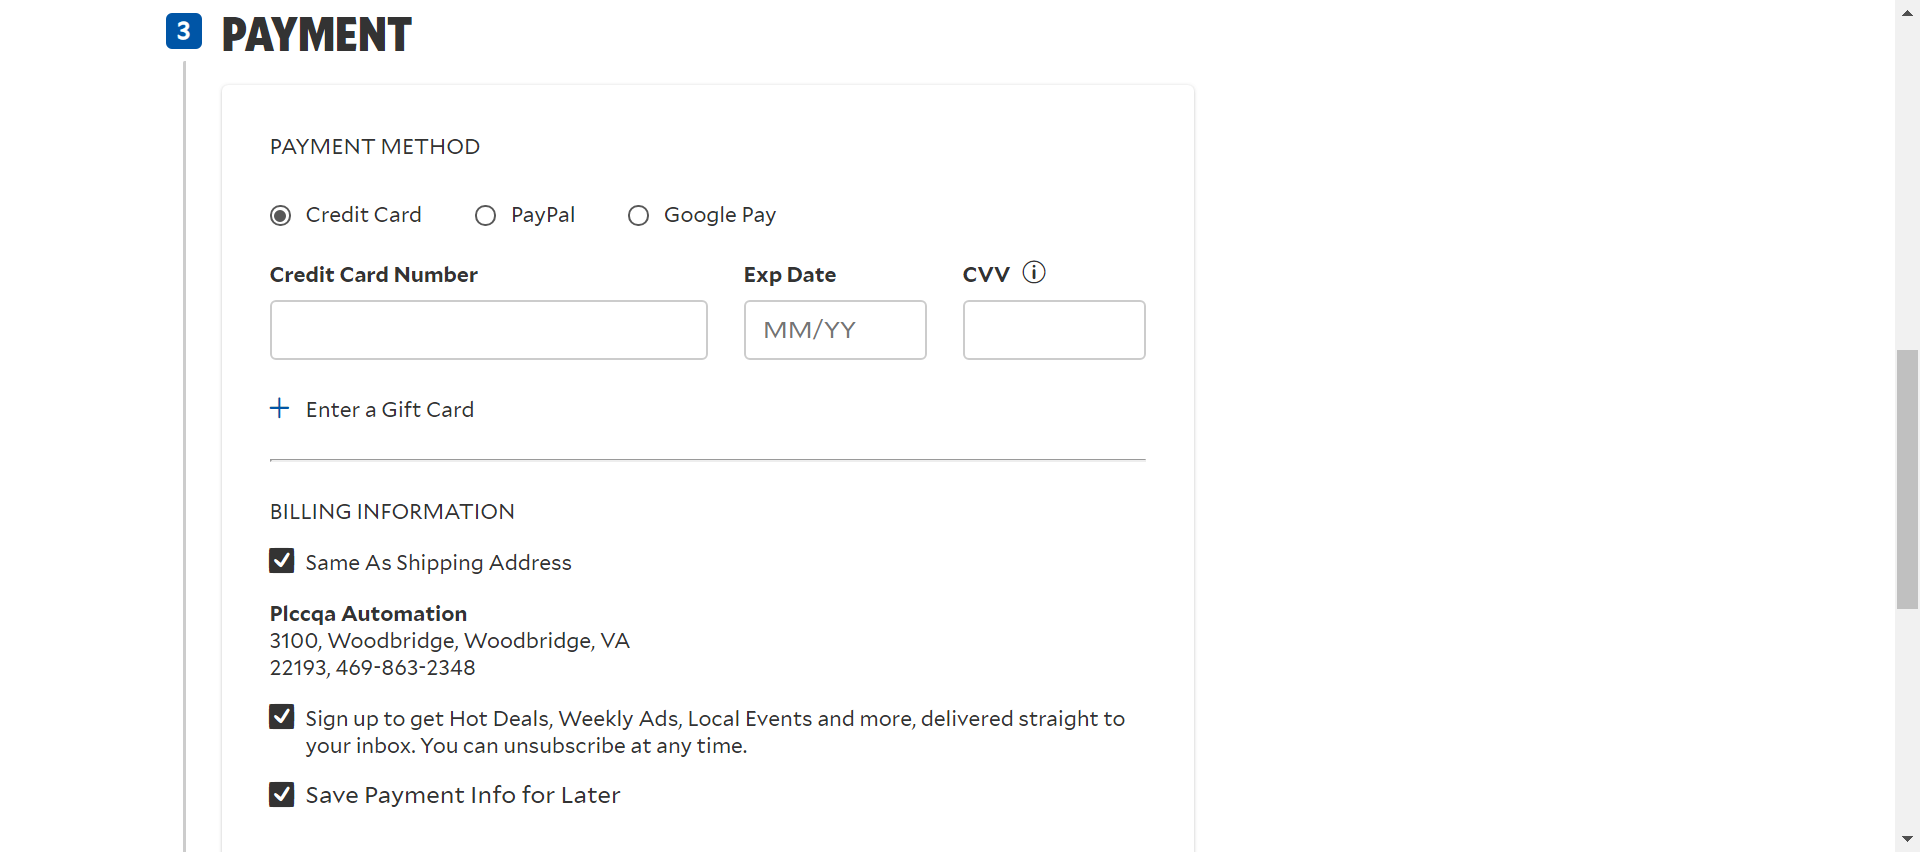 3 PAYMENT
PAYMENT METHOD
Credit Card PayPal Google Pay
Credit Card Number Exp Date CVV
MM/YY
Enter a Gift Card
BILLING INFORMATION
Same As Shipping Address
Plccqa Automation
3100, Woodbridge, Woodbridge, VA
22193, 469-863-2348
Sign up to get Hot Deals, Weekly Ads, Local Events and more, delivered straight to
your inbox. You can unsubscribe at any time.
Save Payment Info for Later